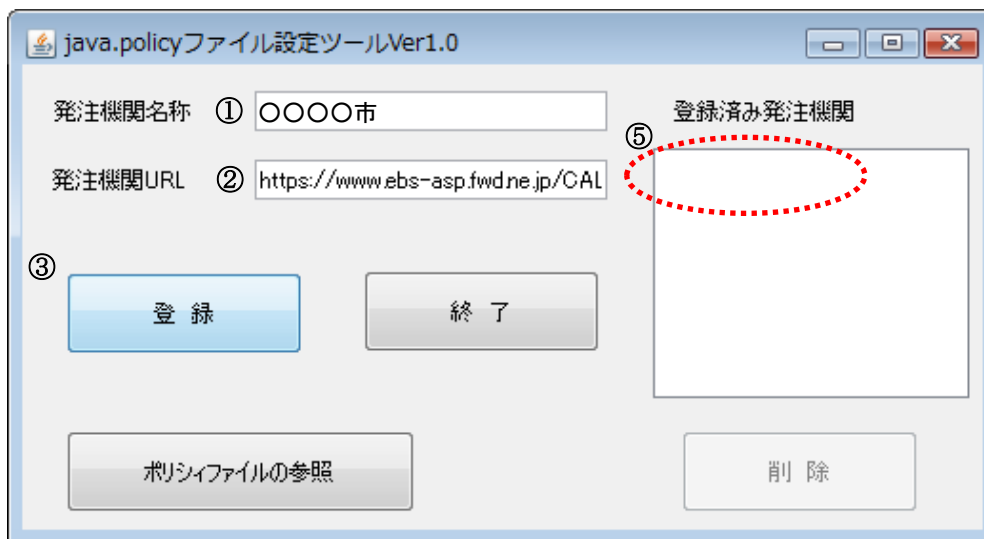 java.policyファイル設定ツールVer1.0
発注機関名称 ① 〇〇〇〇市
登録済み発注機関
⑤
発注機関URL ② https://www.ebs-asp.fwd.ne.jp/CAL
③
登 録
終 了
ポリシィファイルの参照
削 除